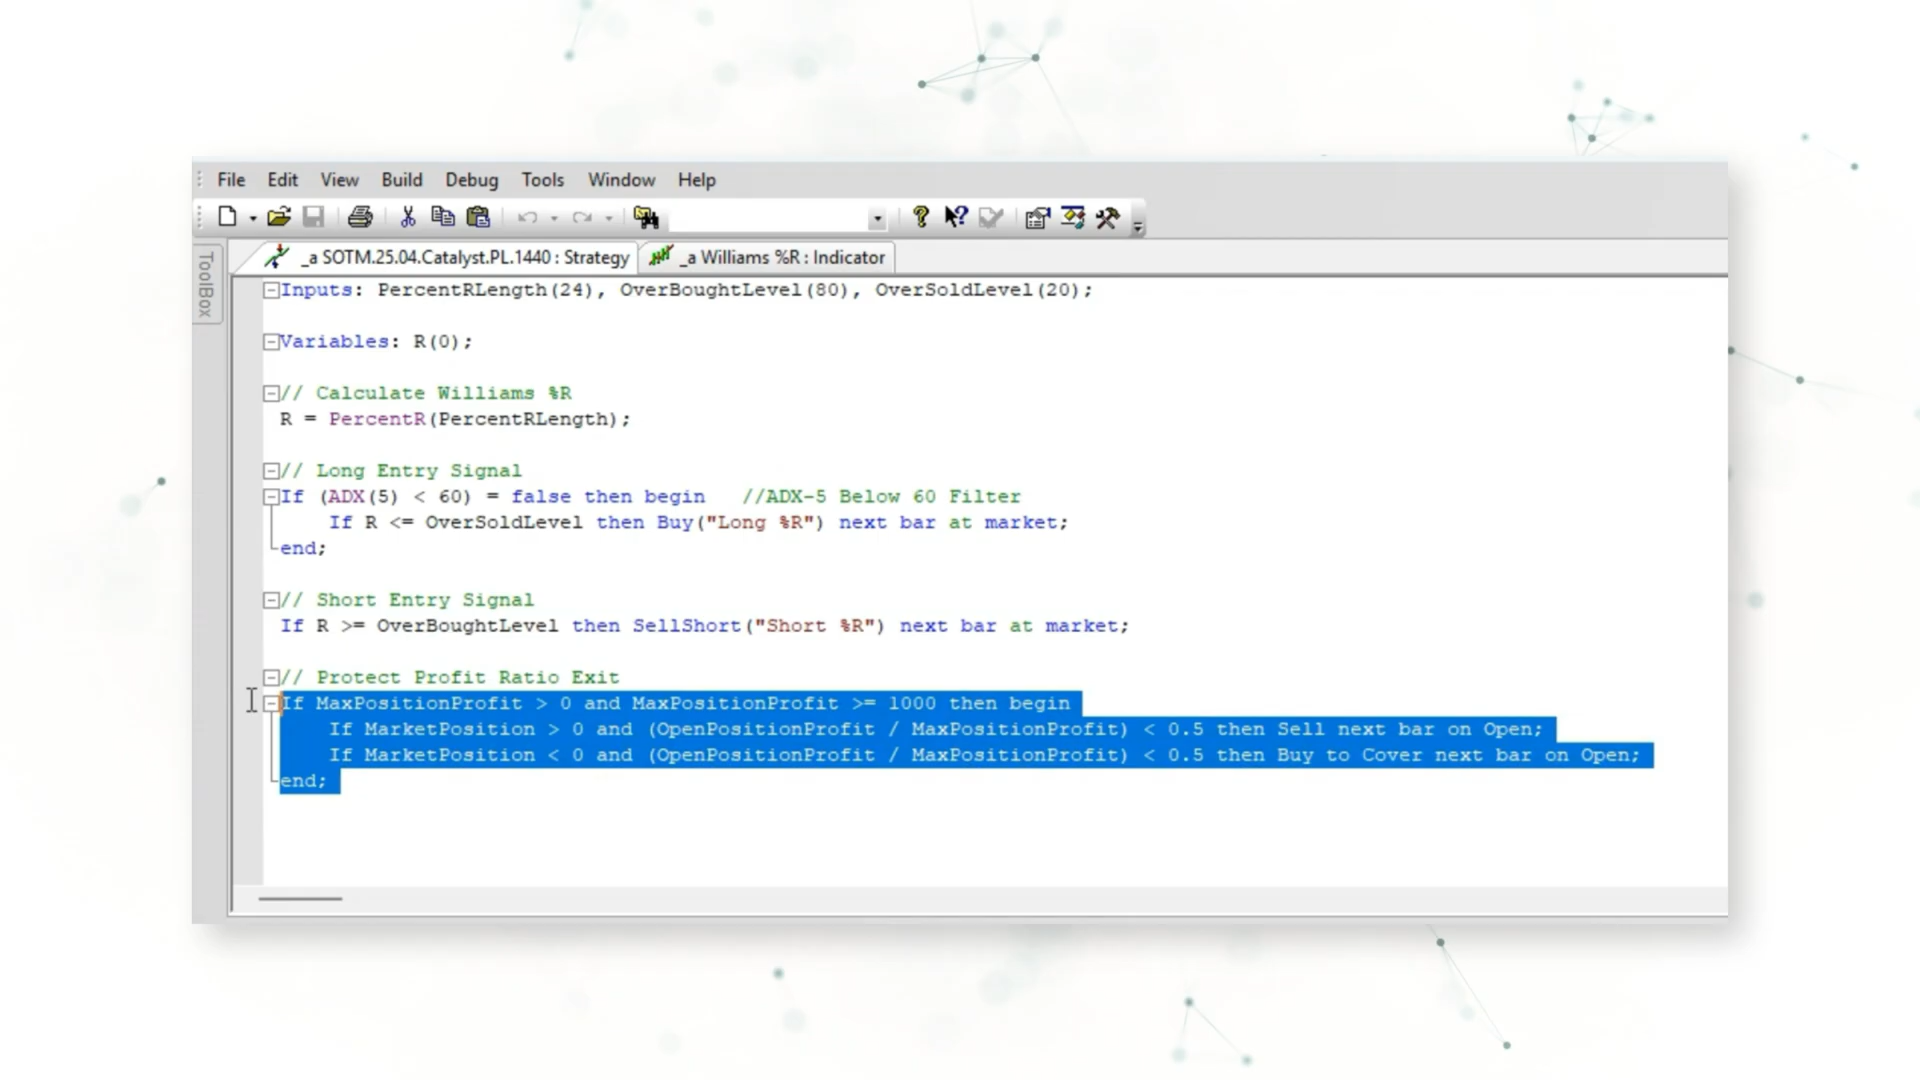 File Edit View Build Debug Tools Window Help
ToolBox
_a SOTM.25.04.Catalyst.PL.1440 : Strategy
_a Williams %R : Indicator
Inputs: PercentRLength(24), OverBoughtLevel(80), OverSoldLevel(20);
Variables: R(0);
// Calculate Williams %R
R = PercentR(PercentRLength);
// Long Entry Signal
If (ADX(5) < 60) = false then begin //ADX-5 Below 60 Filter
If R <= OverSoldLevel then Buy("Long %R") next bar at market;
end;
// Short Entry Signal
If R >= OverBoughtLevel then SellShort("Short %R") next bar at market;
// Protect Profit Ratio Exit
If MaxPositionProfit > 0 and MaxPositionProfit >= 1000 then begin
If MarketPosition > 0 and (OpenPositionProfit / MaxPositionProfit) < 0.5 then Sell next bar on Open;
If MarketPosition < 0 and (OpenPositionProfit / MaxPositionProfit) < 0.5 then Buy to Cover next bar on Open;
end;